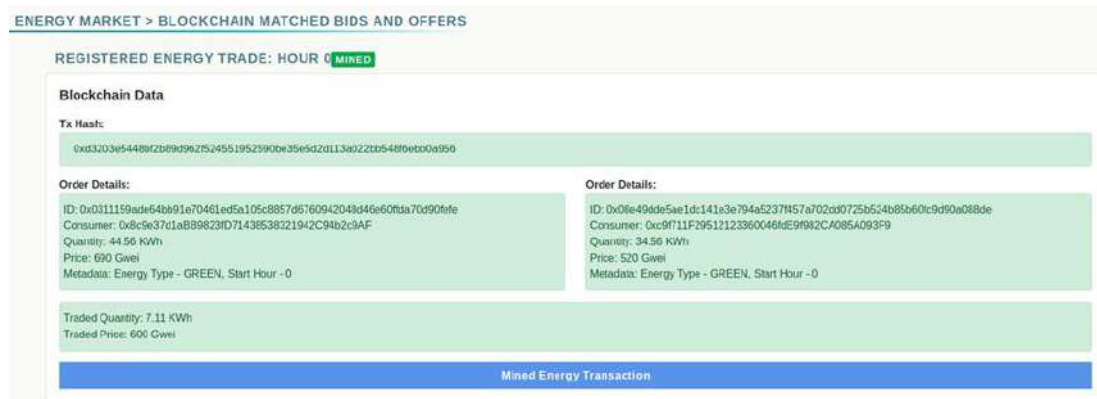 ENERGY MARKET > BLOCKCHAIN MATCHED BIDS AND OFFERS
REGISTERED ENERGY TRADE: HOUR 0 MINED
Blockchain Data
Tx Hash:
Order Details:
ID:
Consumer:
Quantity: 44.56 KWh
Price: 690 Gwei
Metadata: Energy Type - GREEN, Start Hour - 0
Order Details:
ID:
Consumer:
Quantity: 34.56 KWh
Price: 520 Gwei
Metadata: Energy Type - GREEN, Start Hour - 0
Traded Quantity: 7.11 KWh
Traded Price: 600 Gwei
Mined Energy Transaction